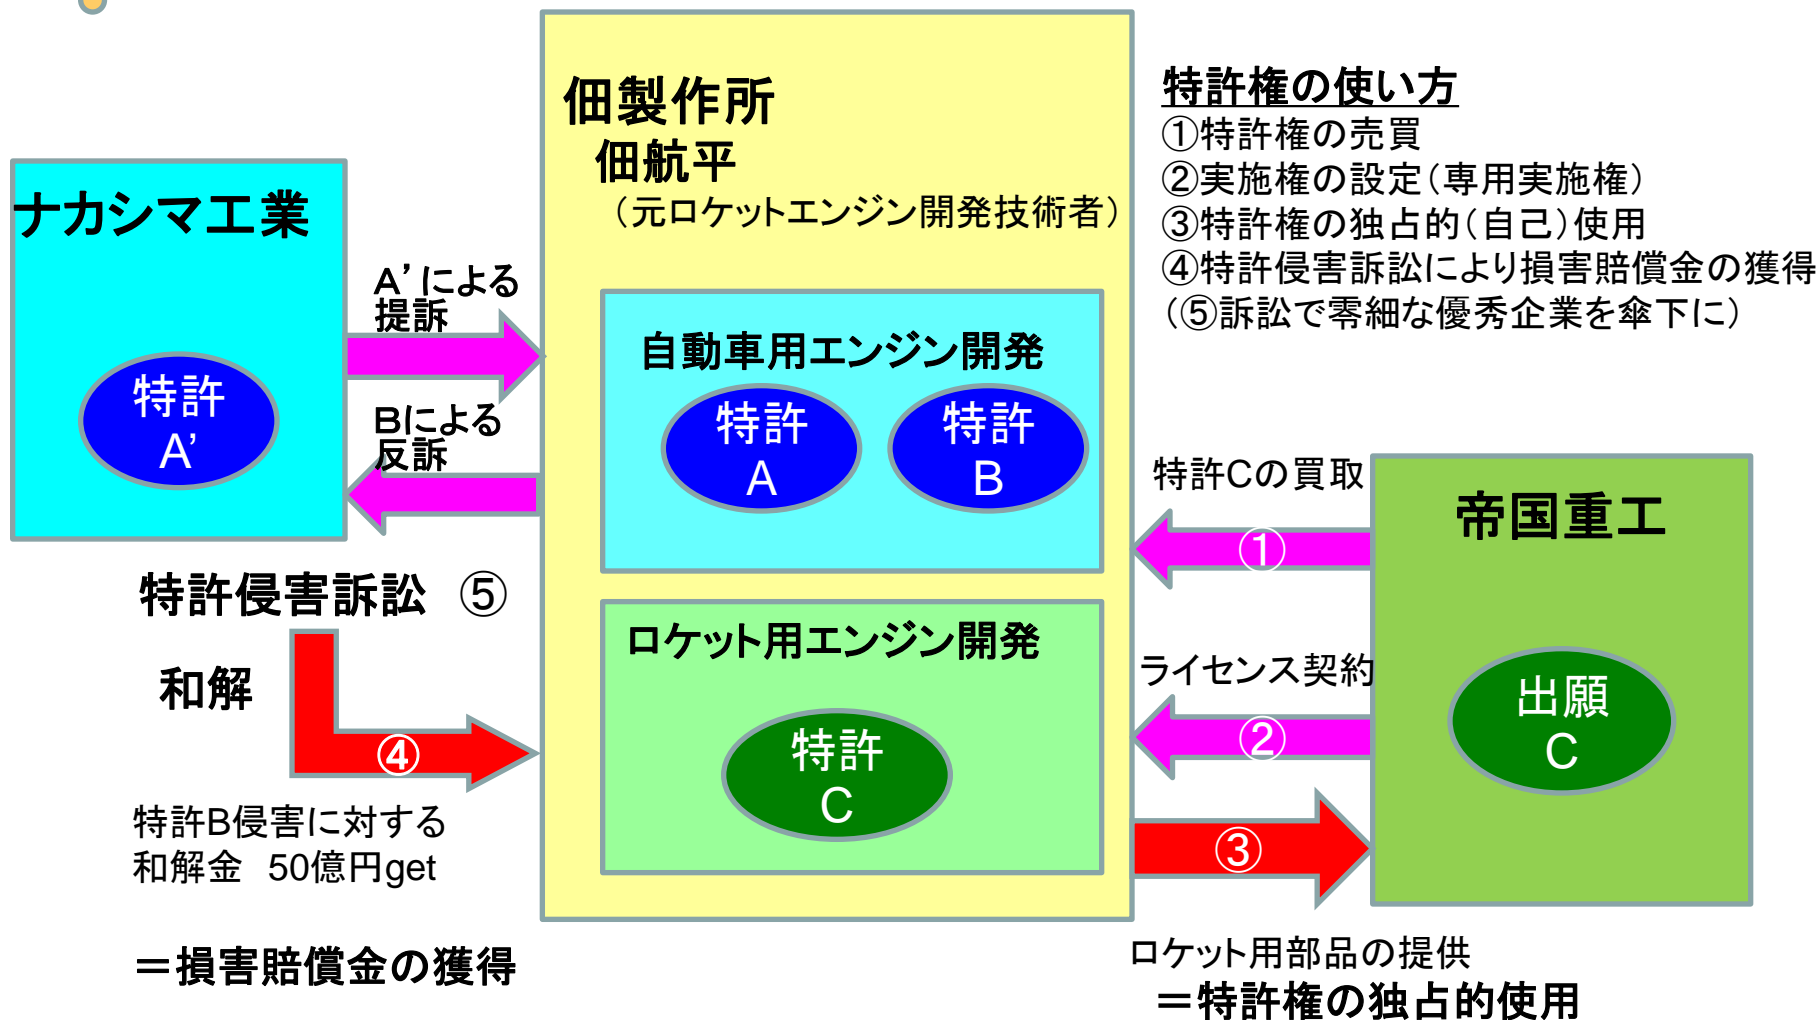 佃製作所
佃航平
（元ロケットエンジン開発技術者）
ナカシマ工業
特許
A’
A’による
提訴
Bによる
反訴
自動車用エンジン開発
特許
A
特許
B
ロケット用エンジン開発
特許
C
特許権の使い方
①特許権の売買
②実施権の設定（専用実施権）
③特許権の独占的（自己）使用
④特許侵害訴訟により損害賠償金の獲得
（⑤訴訟で零細な優秀企業を傘下に）
特許Cの買取
①
帝国重工
ライセンス契約
②
出願
C
③
特許侵害訴訟 ⑤
和解
④
特許B侵害に対する
和解金 50億円get
＝損害賠償金の獲得
ロケット用部品の提供
＝特許権の独占的使用